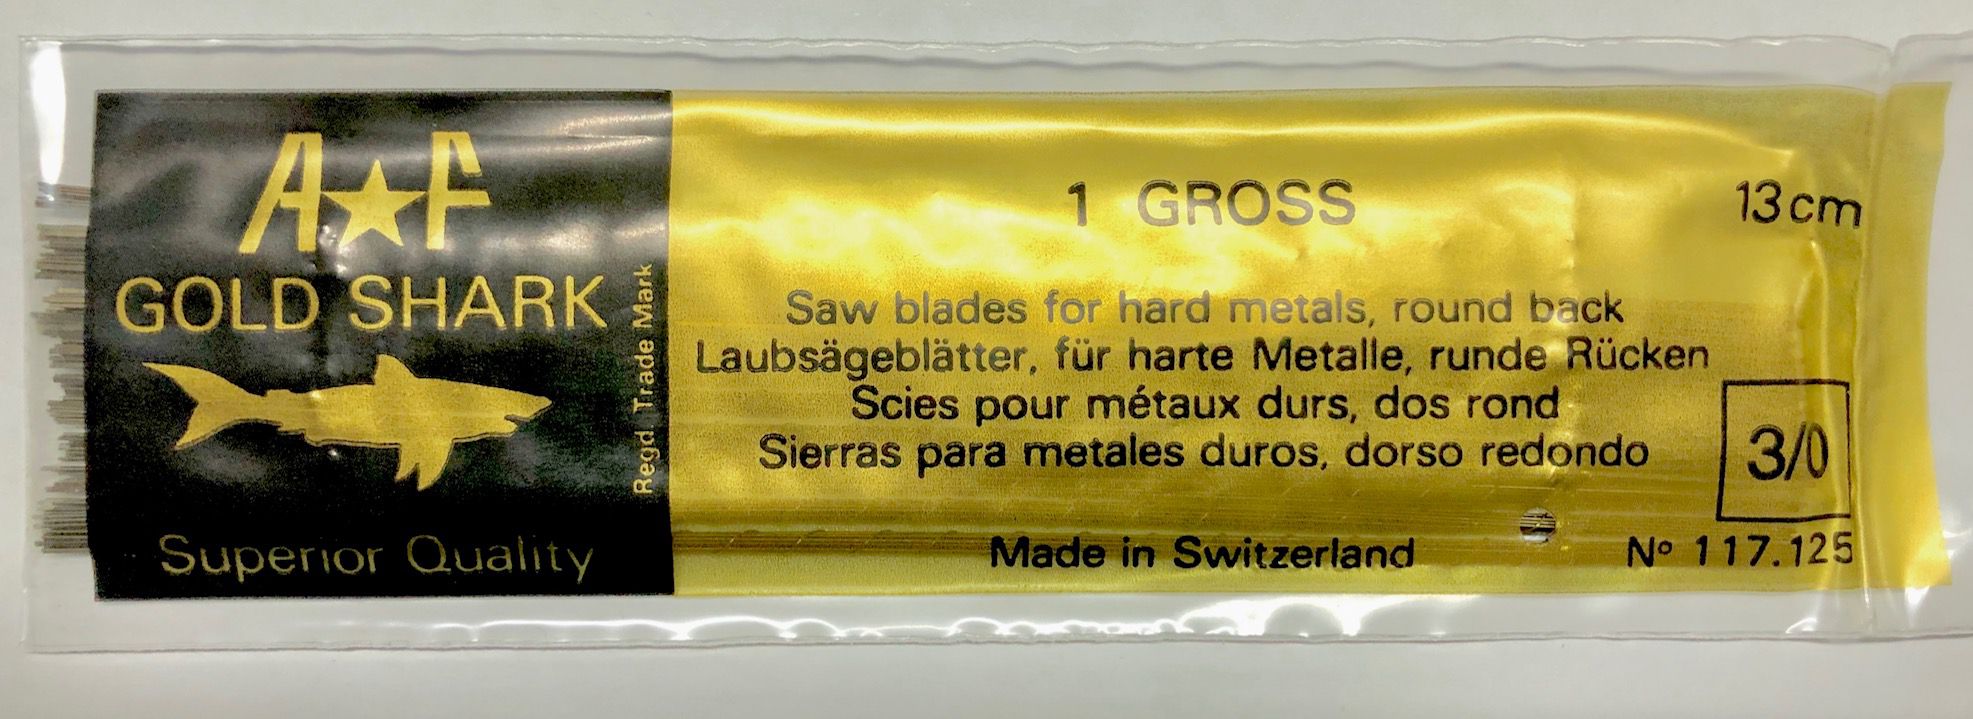 A★F
GOLD SHARK
Regd. Trade Mark
Superior Quality
1 GROSS
13cm
Saw blades for hard metals, round back
Laubsägeblätter, für harte Metalle, runde Rücken
Scies pour métaux durs, dos rond
Sierras para metales duros, dorso redondo
3/0
Made in Switzerland
Nº 117.125